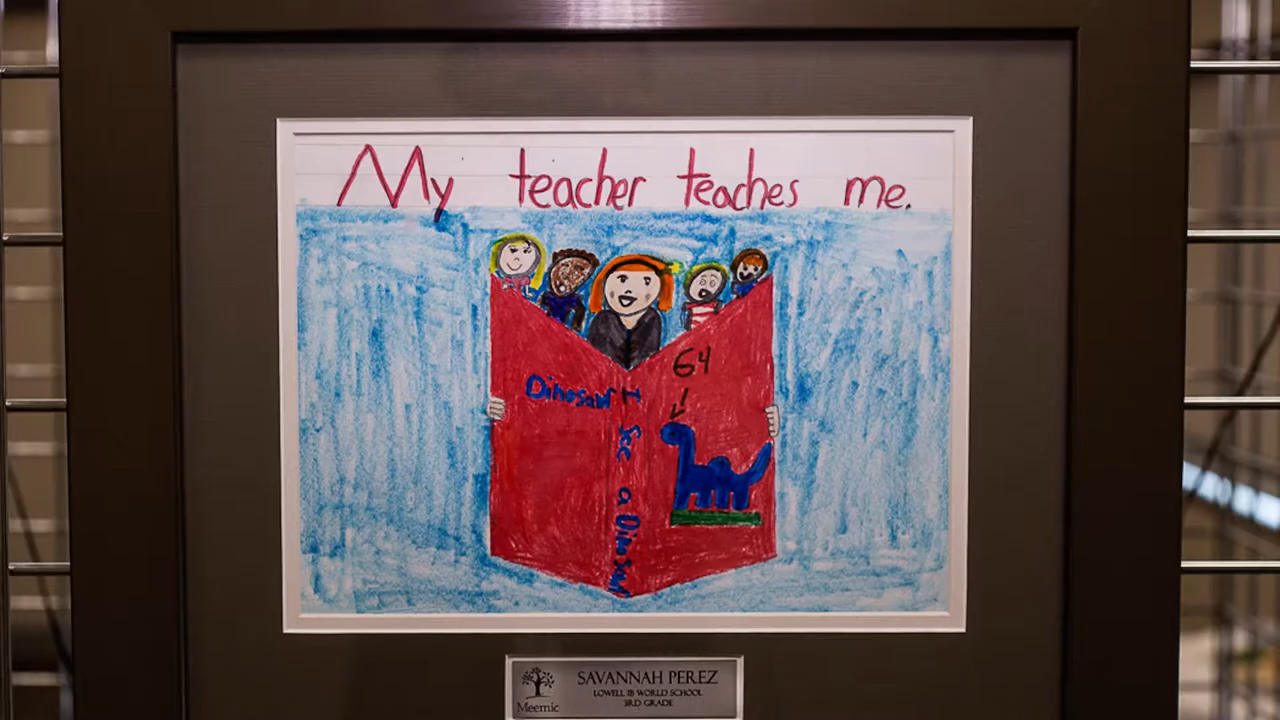 My teacher teaches me.
64
Dinosaur
I see a Dinosaur
Meemic
SAVANNAH PEREZ
LOWELL IB WORLD SCHOOL
3RD GRADE